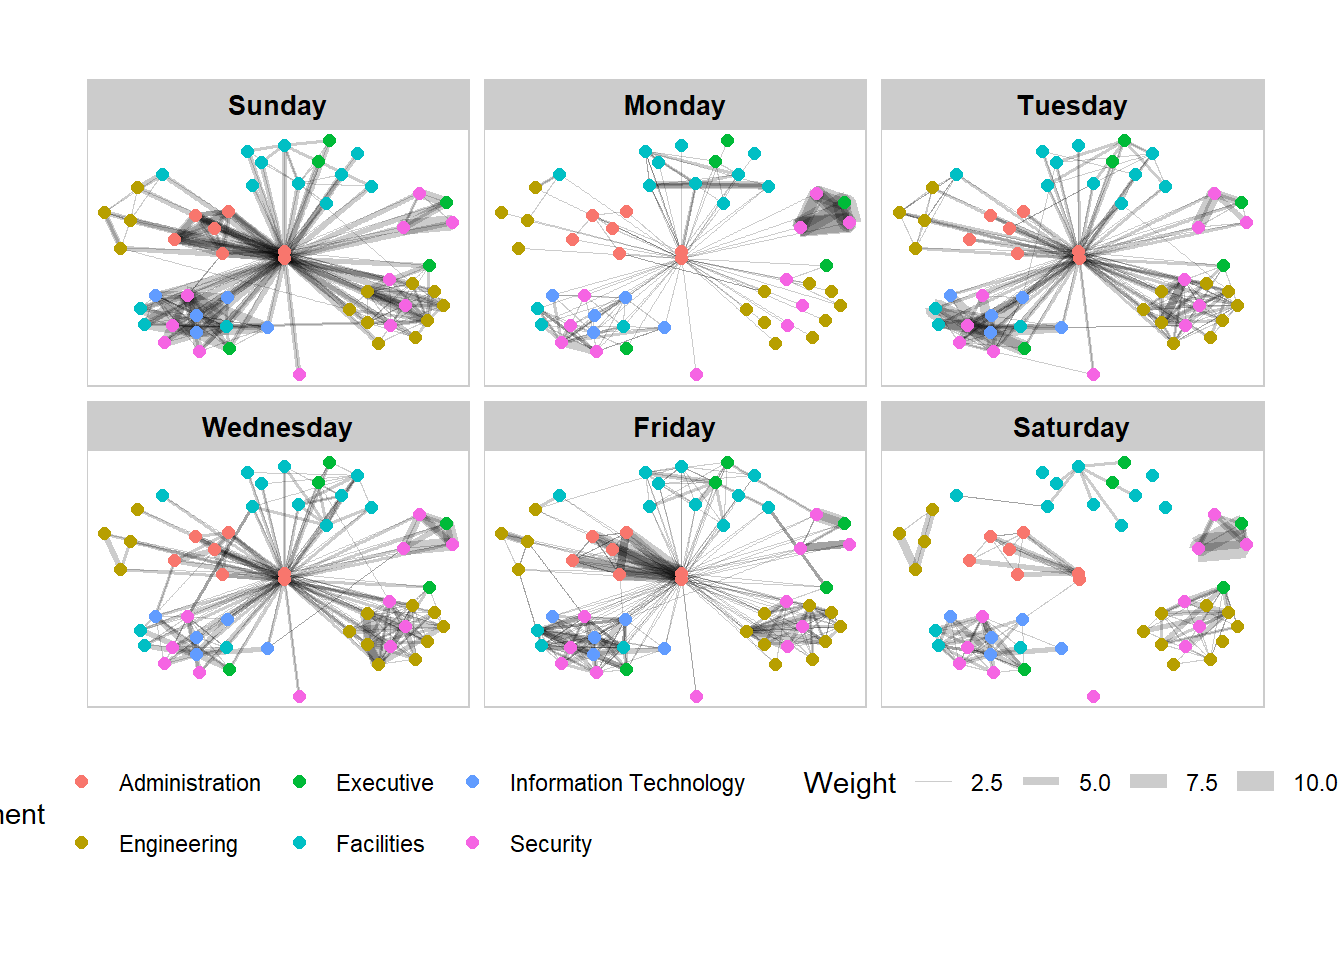 Sunday Monday Tuesday
Wednesday Friday Saturday
Administration Executive Information Technology Weight 2.5 5.0 7.5 10.0
nent
Engineering Facilities Security